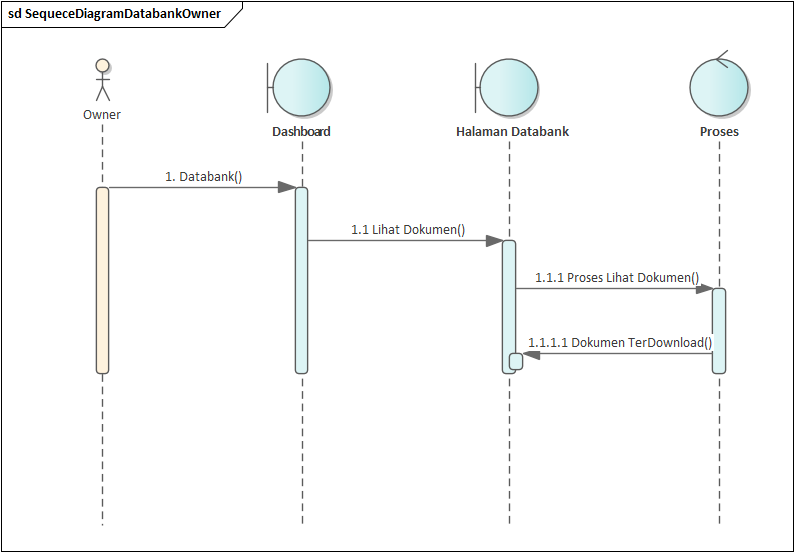 sd SequeceDiagramDatabankOwner
Owner
Dashboard
Halaman Databank
Proses
1. Databank()
1.1 Lihat Dokumen()
1.1.1 Proses Lihat Dokumen()
1.1.1.1 Dokumen TerDownload()